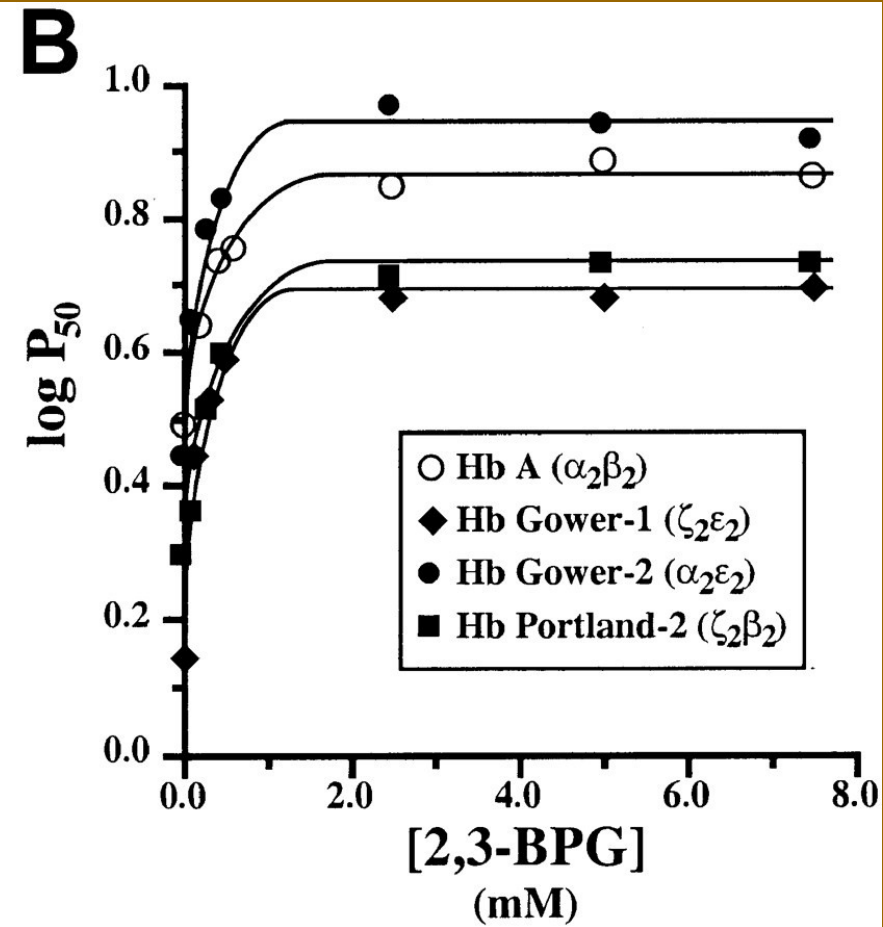 B
1.0
0.8
0.6
0.4
0.2
0.0
log P50
Hb A (α2β2)
Hb Gower-1 (ζ2ε2)
Hb Gower-2 (α2ε2)
Hb Portland-2 (ζ2β2)
0.0 2.0 4.0 6.0 8.0
[2,3-BPG]
(mM)